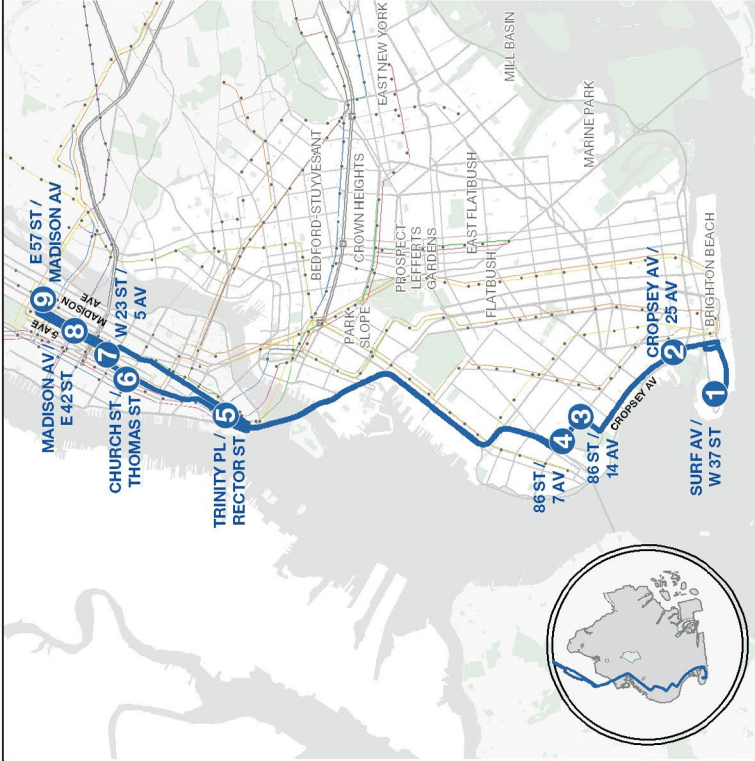 9
E 57 ST /
MADISON AV
5 AVE
MADISON
AVE
MADISON AV /
E 42 ST
8
7
W 23 ST /
5 AV
CHURCH ST /
THOMAS ST
6
TRINITY PL /
RECTOR ST
5
BEDFORD-STUYVESANT
CROWN HEIGHTS
EAST NEW YORK
PARK
SLOPE
PROSPECT
LEFFERTS
GARDENS
EAST FLATBUSH
FLATBUSH
MILL BASIN
MARINE PARK
86 ST /
7 AV
4
3
86 ST /
14 AV
CROPSEY AV
CROPSEY AV /
25 AV
2
BRIGHTON BEACH
SURF AV /
W 37 ST
1